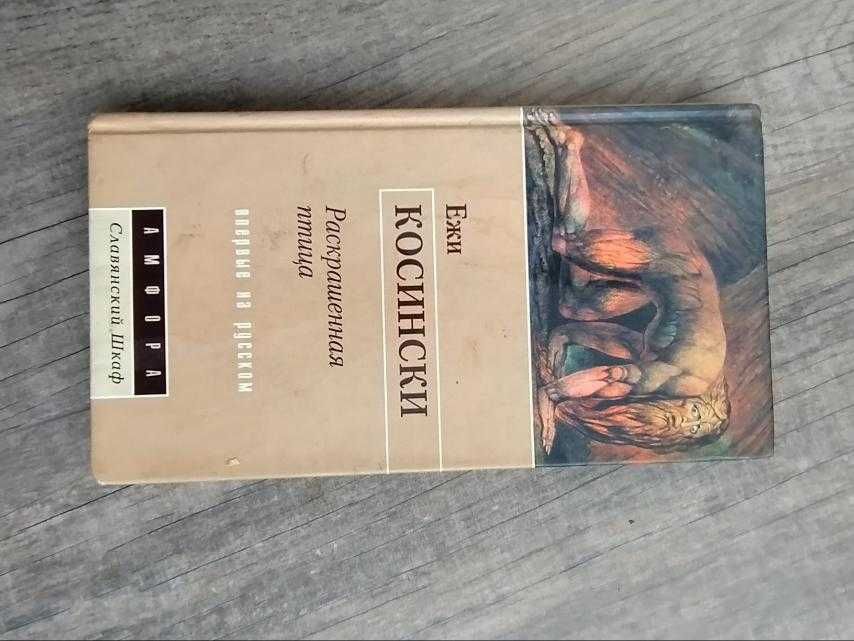 Ежи
КОСИНСКИ
Раскрашенная
птица
впервые на русском
АМФОРА
Славянский Шкаф